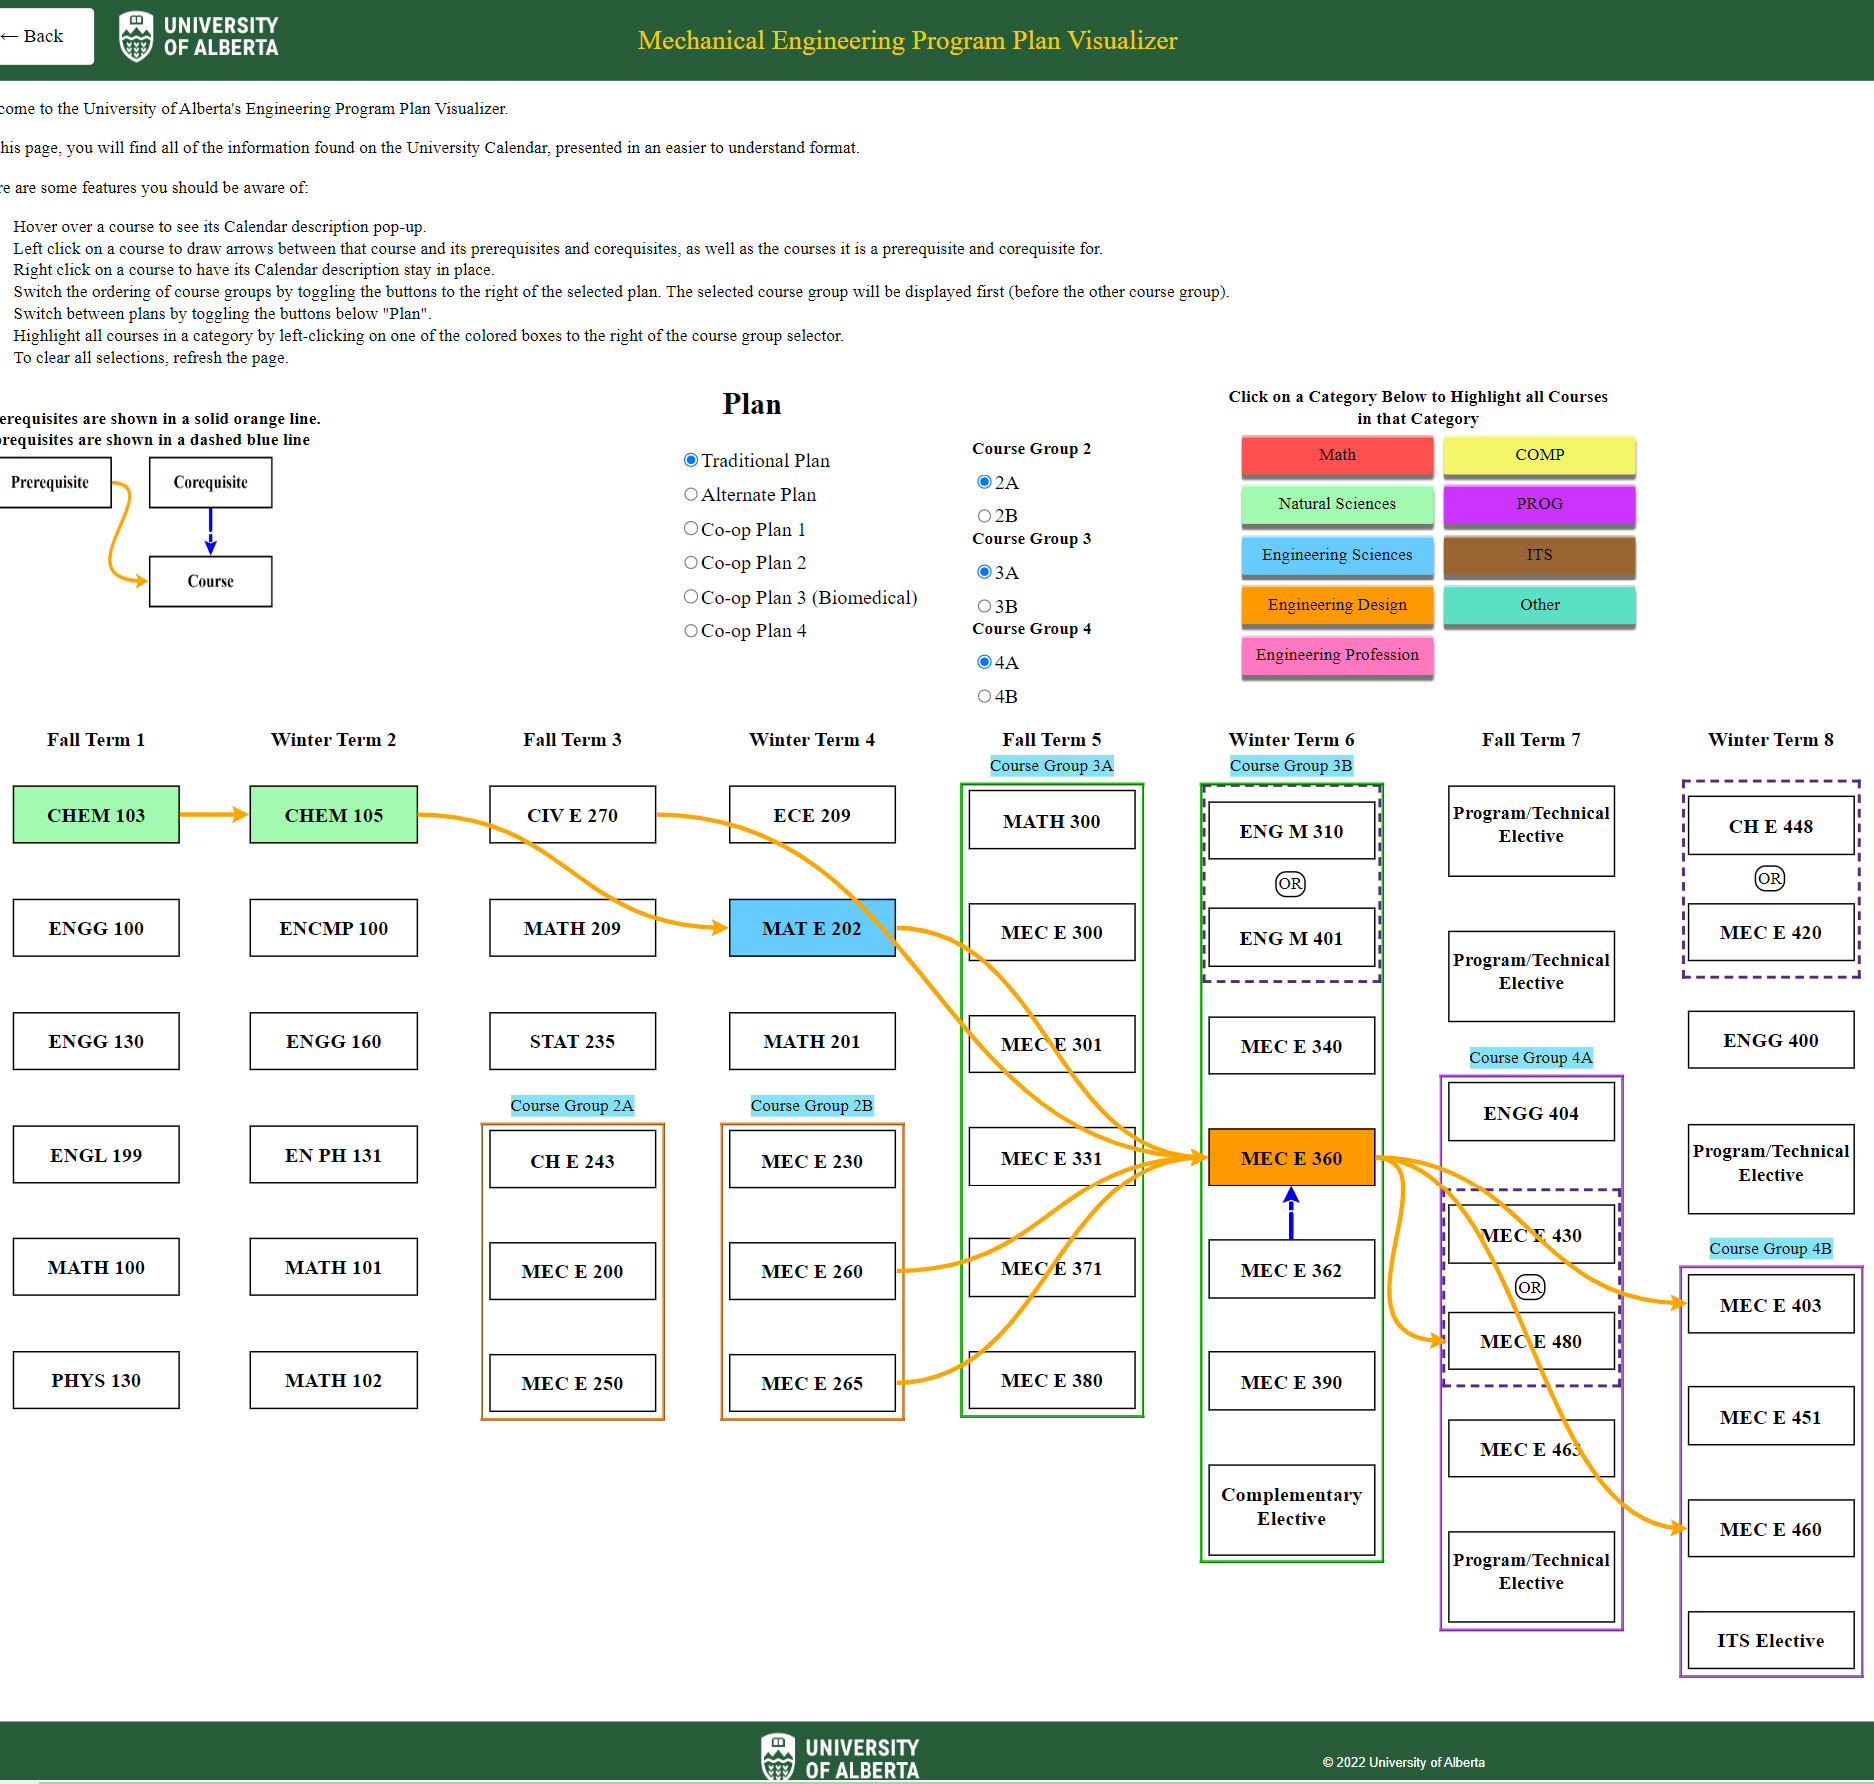 ← Back
UNIVERSITY
OF ALBERTA
Mechanical Engineering Program Plan Visualizer
come to the University of Alberta's Engineering Program Plan Visualizer.
his page, you will find all of the information found on the University Calendar, presented in an easier to understand format.
re are some features you should be aware of:
Hover over a course to see its Calendar description pop-up.
Left click on a course to draw arrows between that course and its prerequisites and corequisites, as well as the courses it is a prerequisite and corequisite for.
Right click on a course to have its Calendar description stay in place.
Switch the ordering of course groups by toggling the buttons to the right of the selected plan. The selected course group will be displayed first (before the other course group).
Switch between plans by toggling the buttons below "Plan".
Highlight all courses in a category by left-clicking on one of the colored boxes to the right of the course group selector.
To clear all selections, refresh the page.
erequisites are shown in a solid orange line.
orequisites are shown in a dashed blue line
Prerequisite
Corequisite
Course
Plan
Traditional Plan
Alternate Plan
Co-op Plan 1
Co-op Plan 2
Co-op Plan 3 (Biomedical)
Co-op Plan 4
Course Group 2
2A
2B
Course Group 3
3A
3B
Course Group 4
4A
4B
Click on a Category Below to Highlight all Courses
in that Category
Math
COMP
Natural Sciences
PROG
Engineering Sciences
ITS
Engineering Design
Other
Engineering Profession
Fall Term 1
CHEM 103
ENGG 100
ENGG 130
ENGL 199
MATH 100
PHYS 130
Winter Term 2
CHEM 105
ENCMP 100
ENGG 160
EN PH 131
MATH 101
MATH 102
Fall Term 3
CIV E 270
MATH 209
STAT 235
Course Group 2A
CH E 243
MEC E 200
MEC E 250
Winter Term 4
ECE 209
MAT E 202
MATH 201
Course Group 2B
MEC E 230
MEC E 260
MEC E 265
Fall Term 5
Course Group 3A
MATH 300
MEC E 300
MEC E 301
MEC E 331
MEC E 371
MEC E 380
Winter Term 6
Course Group 3B
ENG M 310
OR
ENG M 401
MEC E 340
MEC E 360
MEC E 362
MEC E 390
Complementary
Elective
Fall Term 7
Program/Technical
Elective
Program/Technical
Elective
Course Group 4A
ENGG 404
MEC E 430
OR
MEC E 480
MEC E 463
Program/Technical
Elective
Winter Term 8
CH E 448
OR
MEC E 420
ENGG 400
Program/Technical
Elective
Course Group 4B
MEC E 403
MEC E 451
MEC E 460
ITS Elective
UNIVERSITY
OF ALBERTA
© 2022 University of Alberta